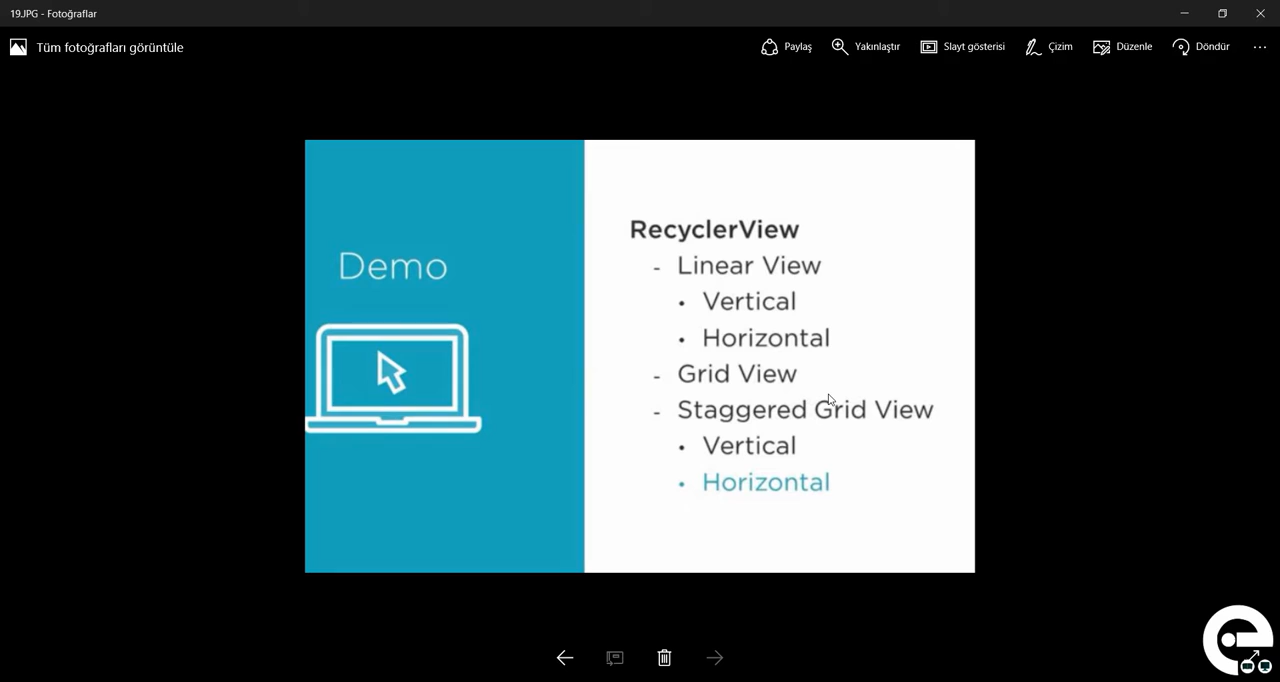 19.JPG - Fotoğraflar
Tüm fotoğrafları görüntüle
Paylaş
Yakınlaştır
Slayt gösterisi
Çizim
Düzenle
Döndür
Demo
RecyclerView
- Linear View
• Vertical
• Horizontal
- Grid View
- Staggered Grid View
• Vertical
• Horizontal